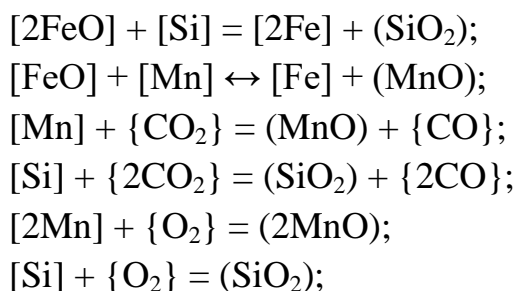 [2FeO] + [Si] = [2Fe] + (SiO₂);
[FeO] + [Mn] ↔ [Fe] + (MnO);
[Mn] + {CO₂} = (MnO) + {CO};
[Si] + {2CO₂} = (SiO₂) + {2CO};
[2Mn] + {O₂} = (2MnO);
[Si] + {O₂} = (SiO₂);